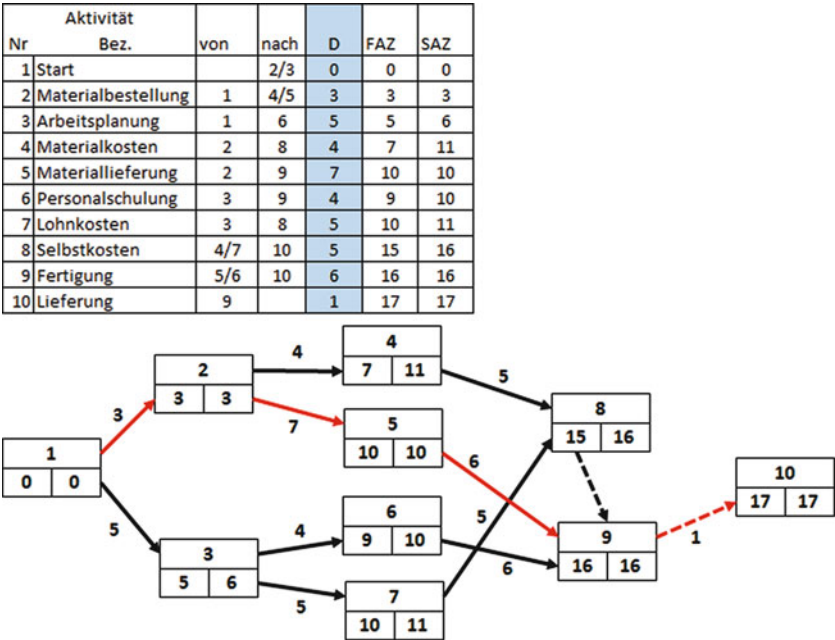 Aktivität
Nr Bez. von nach D FAZ SAZ
1 Start 2/3 0 0 0
2 Materialbestellung 1 4/5 3 3 3
3 Arbeitsplanung 1 6 5 5 6
4 Materialkosten 2 8 4 7 11
5 Materiallieferung 2 9 7 10 10
6 Personalschulung 3 9 4 9 10
7 Lohnkosten 3 8 5 10 11
8 Selbstkosten 4/7 10 5 15 16
9 Fertigung 5/6 10 6 16 16
10 Lieferung 9 1 17 17
4
4
7 11
5
2
3 3
3
7
8
15 16
5
10 10
1
0 0
6
10
17 17
5
6
9 10
4
5
9
16 16
1
3
5 6
6
5
7
10 11